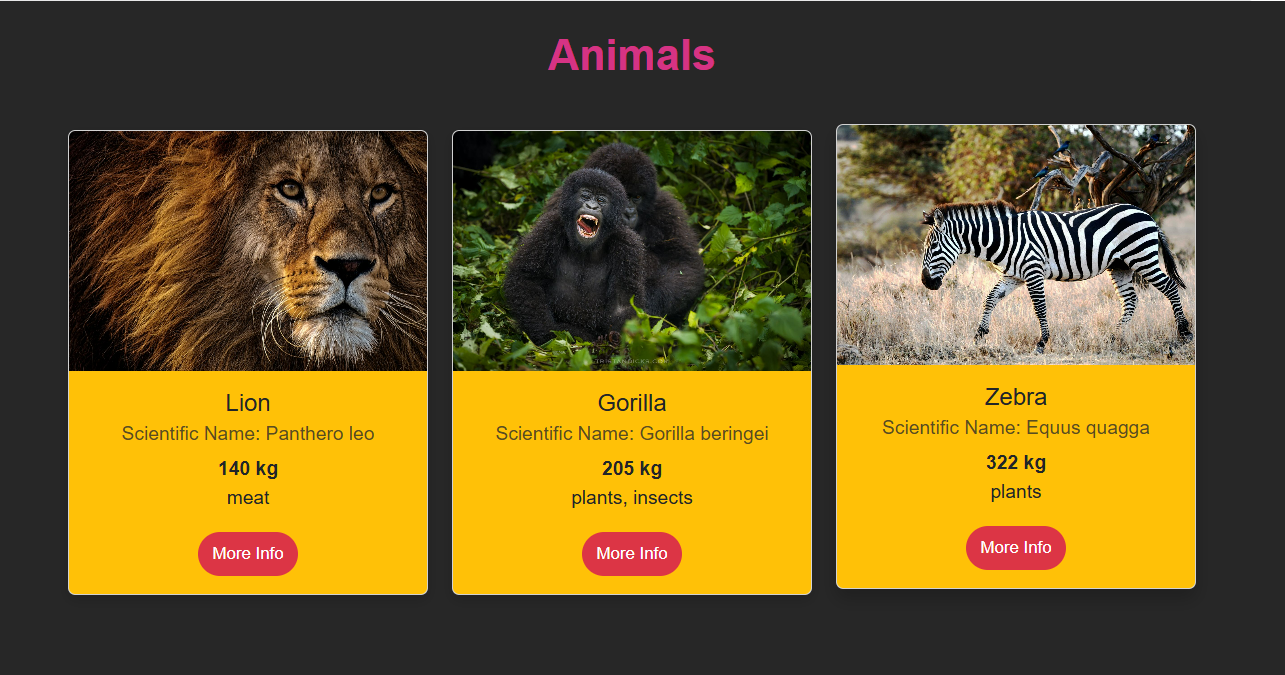 Animals
Lion
Scientific Name: Panthero leo
140 kg
meat
More Info
Gorilla
Scientific Name: Gorilla beringei
205 kg
plants, insects
More Info
Zebra
Scientific Name: Equus quagga
322 kg
plants
More Info